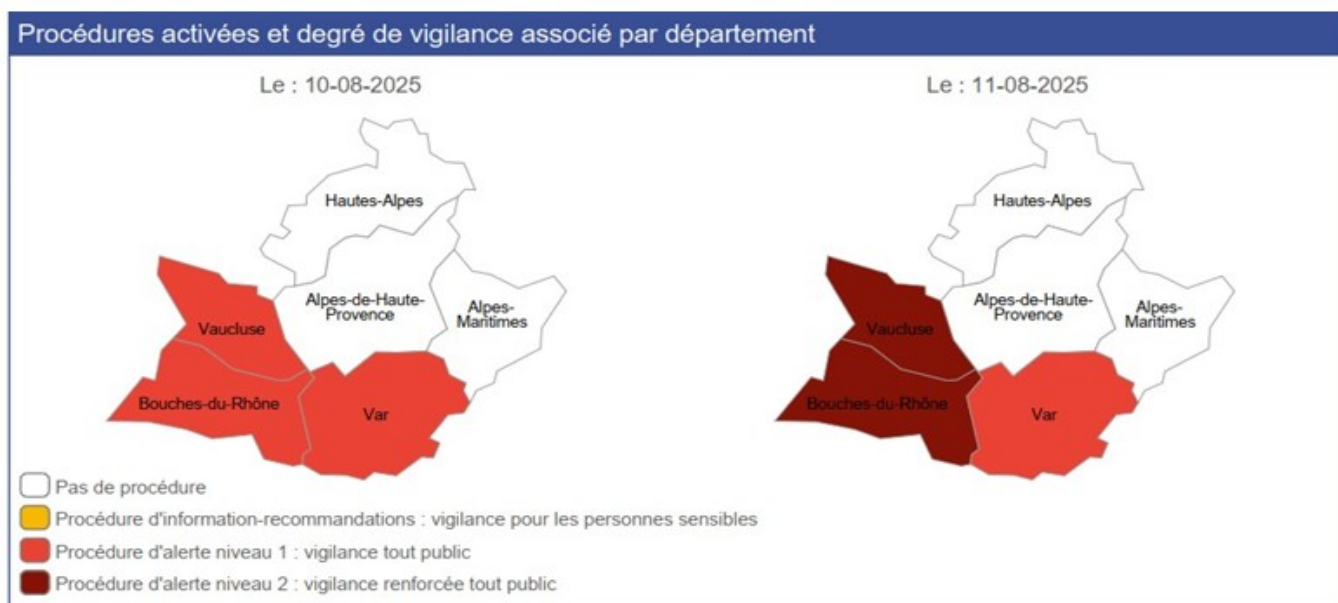 Procédures activées et degré de vigilance associé par département
Le : 10-08-2025
Hautes-Alpes
Alpes-de-Haute-
Provence
Alpes-
Maritimes
Vaucluse
Bouches-du-Rhône
Var
Le : 11-08-2025
Hautes-Alpes
Alpes-de-Haute-
Provence
Alpes-
Maritimes
Vaucluse
Bouches-du-Rhône
Var
Pas de procédure
Procédure d'information-recommandations : vigilance pour les personnes sensibles
Procédure d'alerte niveau 1 : vigilance tout public
Procédure d'alerte niveau 2 : vigilance renforcée tout public